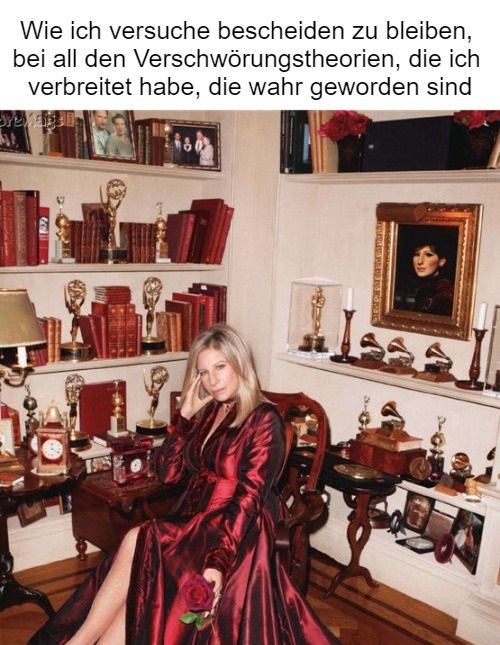 Wie ich versuche bescheiden zu bleiben,
bei all den Verschwörungstheorien, die ich
verbreitet habe, die wahr geworden sind